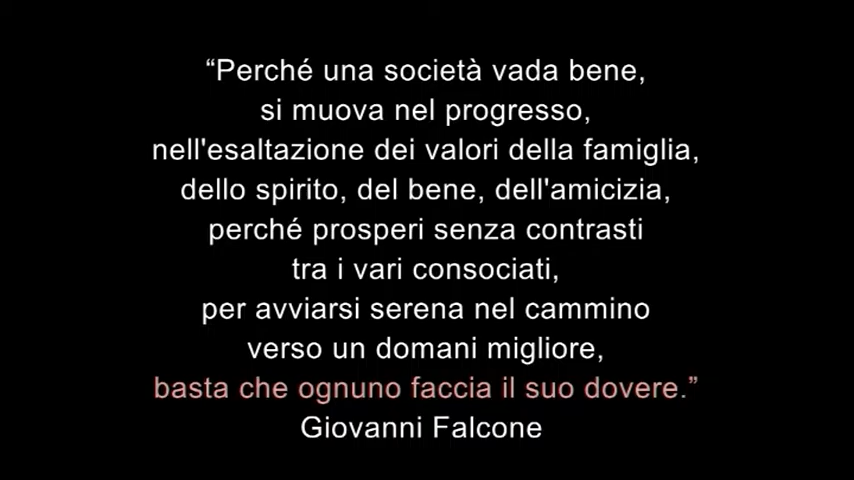 “Perché una società vada bene,
si muova nel progresso,
nell'esaltazione dei valori della famiglia,
dello spirito, del bene, dell'amicizia,
perché prosperi senza contrasti
tra i vari consociati,
per avviarsi serena nel cammino
verso un domani migliore,
basta che ognuno faccia il suo dovere.”
Giovanni Falcone